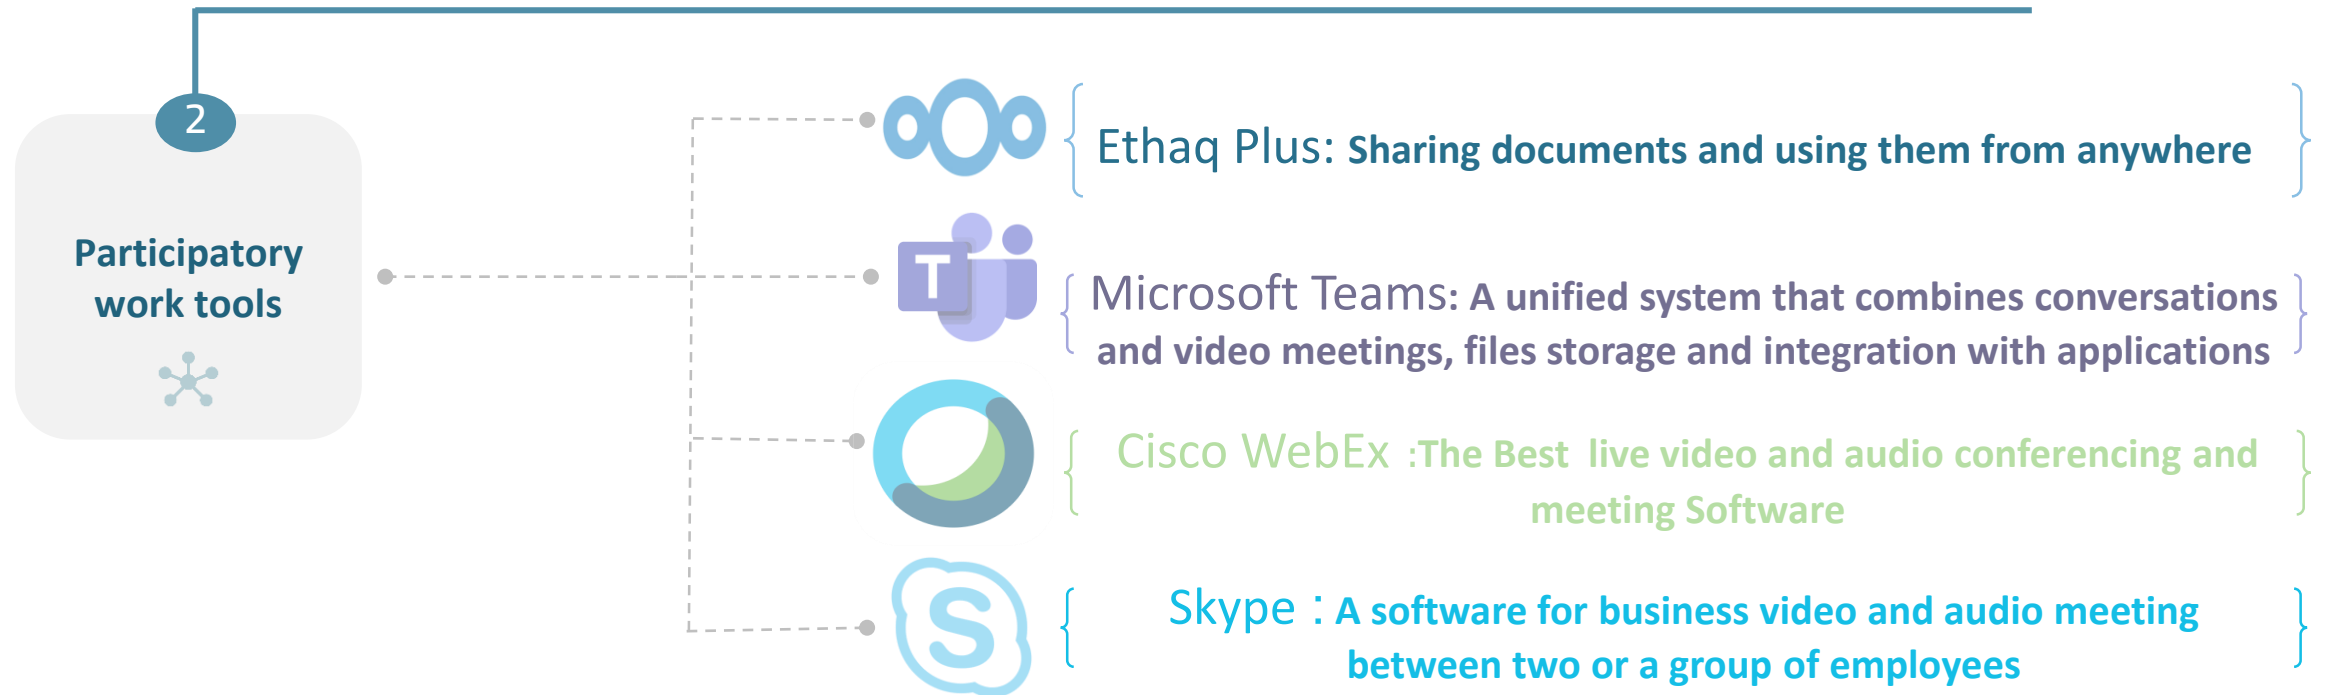 2
Participatory
work tools
Ethaq Plus: Sharing documents and using them from anywhere
T
Microsoft Teams: A unified system that combines conversations
and video meetings, files storage and integration with applications
Cisco WebEx :The Best live video and audio conferencing and
meeting Software
S
Skype : A software for business video and audio meeting
between two or a group of employees